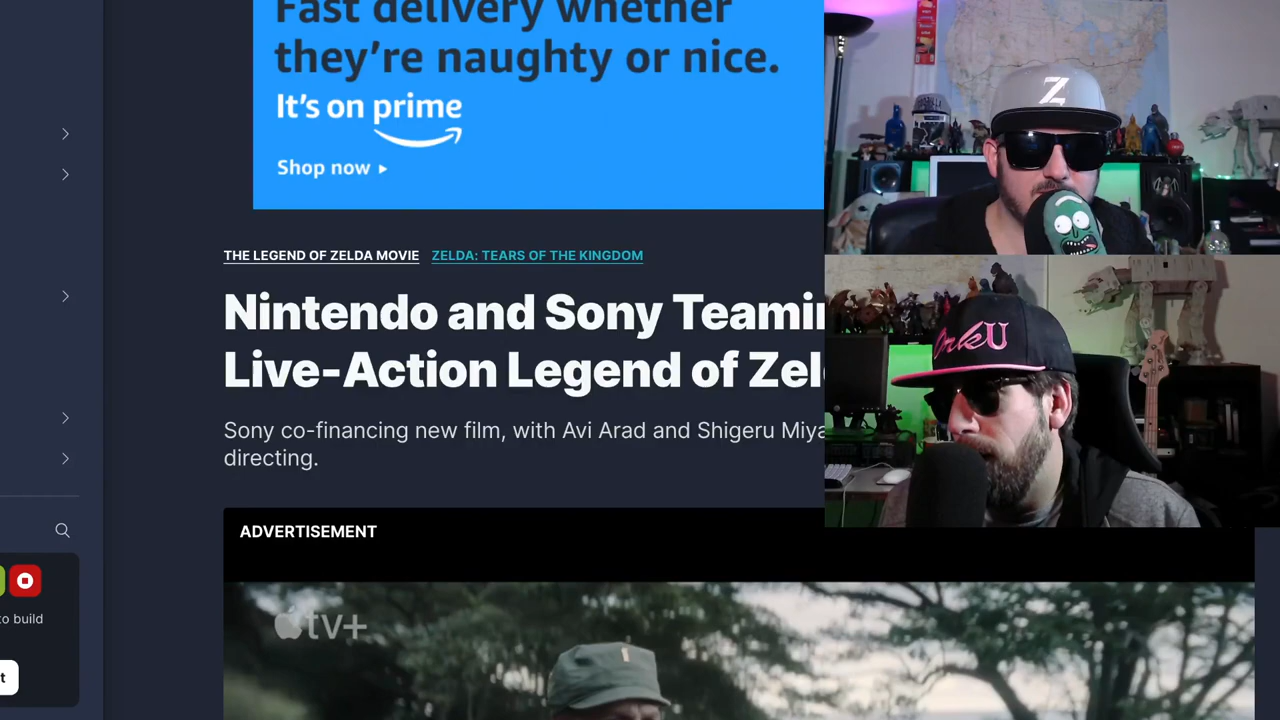 Fast delivery whether
they're naughty or nice.
It's on prime
Shop now
THE LEGEND OF ZELDA MOVIE ZELDA: TEARS OF THE KINGDOM
Nintendo and Sony Teamin
Live-Action Legend of Zel
Sony co-financing new film, with Avi Arad and Shigeru Miya
directing.
ADVERTISEMENT
tv+
to build
t
Z
OrkU